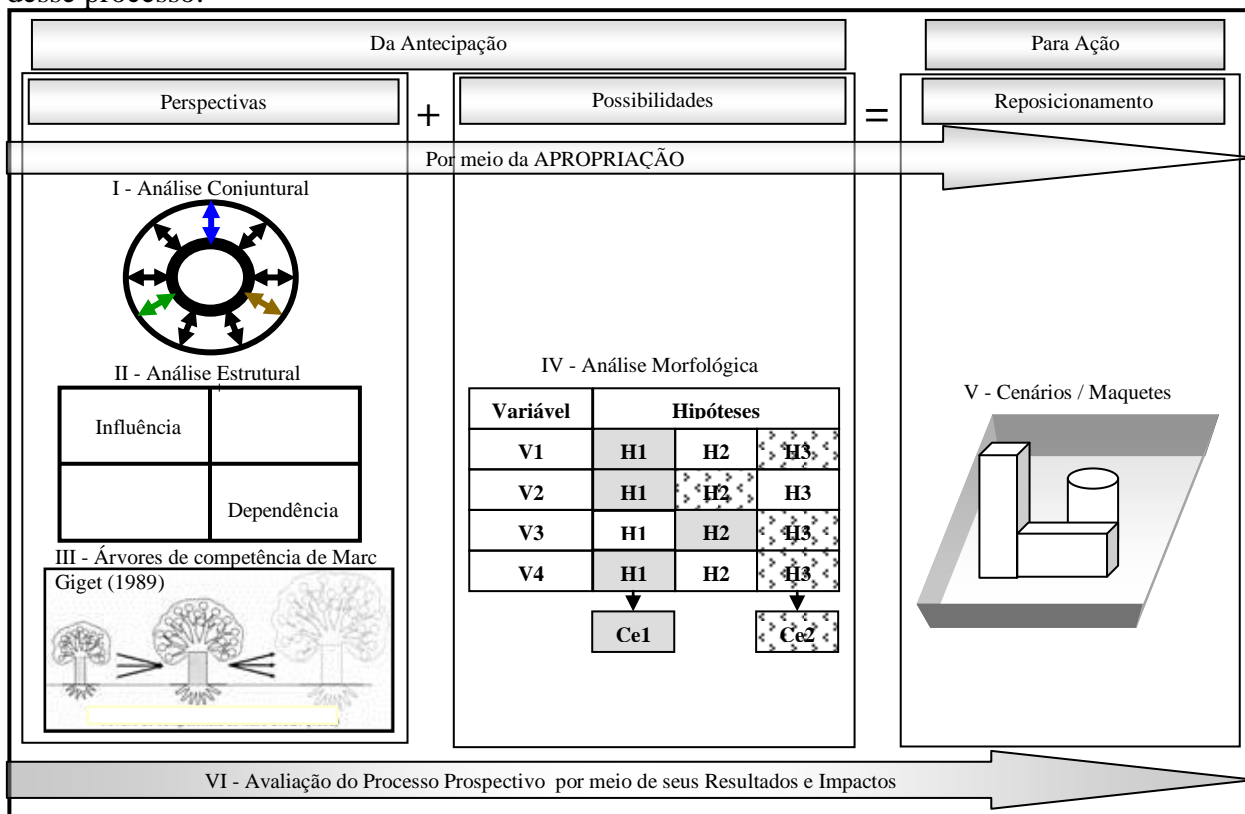 desse processo.
Da Antecipação
Para Ação
Perspectivas
+
Possibilidades
=
Reposicionamento
Por meio da APROPRIAÇÃO
I - Análise Conjuntural
II - Análise Estrutural
Influência
Dependência
III - Árvores de competência de Marc
Giget (1989)
IV - Análise Morfológica
Variável Hipóteses
V1 H1 H2 H3
V2 H1 H2 H3
V3 H1 H2 H3
V4 H1 H2 H3
Ce1 Ce2
V - Cenários / Maquetes
VI - Avaliação do Processo Prospectivo por meio de seus Resultados e Impactos